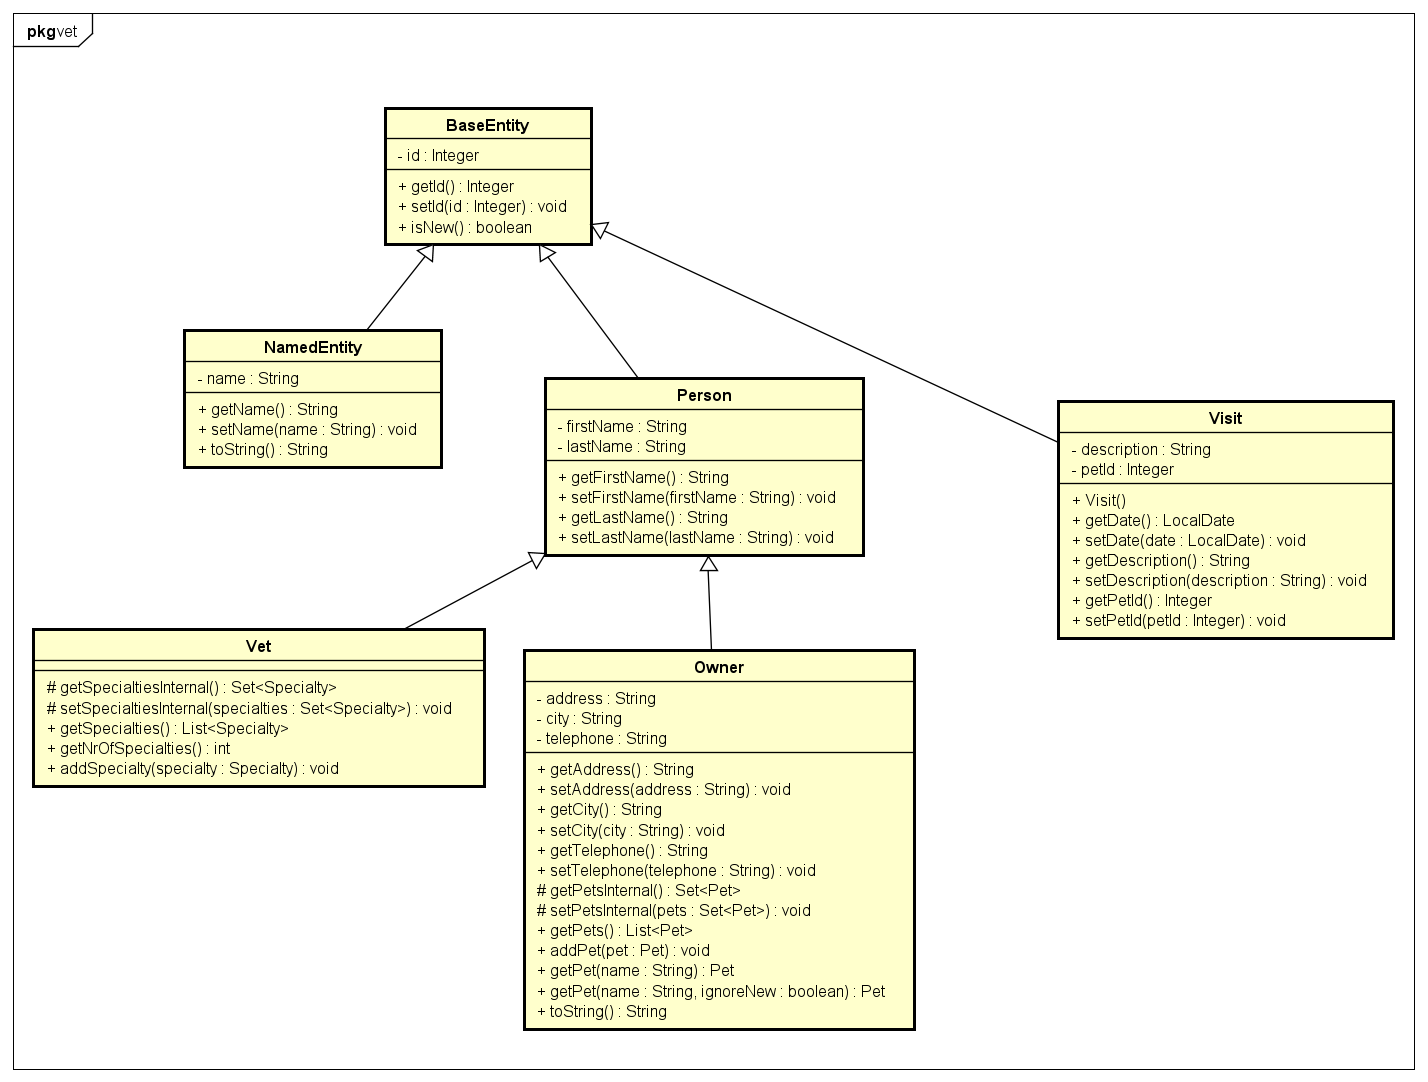 pkg vet
BaseEntity
- id : Integer
+ getId() : Integer
+ setId(id : Integer) : void
+ isNew() : boolean
NamedEntity
- name : String
+ getName() : String
+ setName(name : String) : void
+ toString() : String
Person
- firstName : String
- lastName : String
+ getFirstName() : String
+ setFirstName(firstName : String) : void
+ getLastName() : String
+ setLastName(lastName : String) : void
Visit
- description : String
- petId : Integer
+ Visit()
+ getDate() : LocalDate
+ setDate(date : LocalDate) : void
+ getDescription() : String
+ setDescription(description : String) : void
+ getPetId() : Integer
+ setPetId(petId : Integer) : void
Vet
# getSpecialtiesInternal() : Set<Specialty>
# setSpecialtiesInternal(specialties : Set<Specialty>) : void
+ getSpecialties() : List<Specialty>
+ getNrOfSpecialties() : int
+ addSpecialty(specialty : Specialty) : void
Owner
- address : String
- city : String
- telephone : String
+ getAddress() : String
+ setAddress(address : String) : void
+ getCity() : String
+ setCity(city : String) : void
+ getTelephone() : String
+ setTelephone(telephone : String) : void
# getPetsInternal() : Set<Pet>
# setPetsInternal(pets : Set<Pet>) : void
+ getPets() : List<Pet>
+ addPet(pet : Pet) : void
+ getPet(name : String) : Pet
+ getPet(name : String, ignoreNew : boolean) : Pet
+ toString() : String